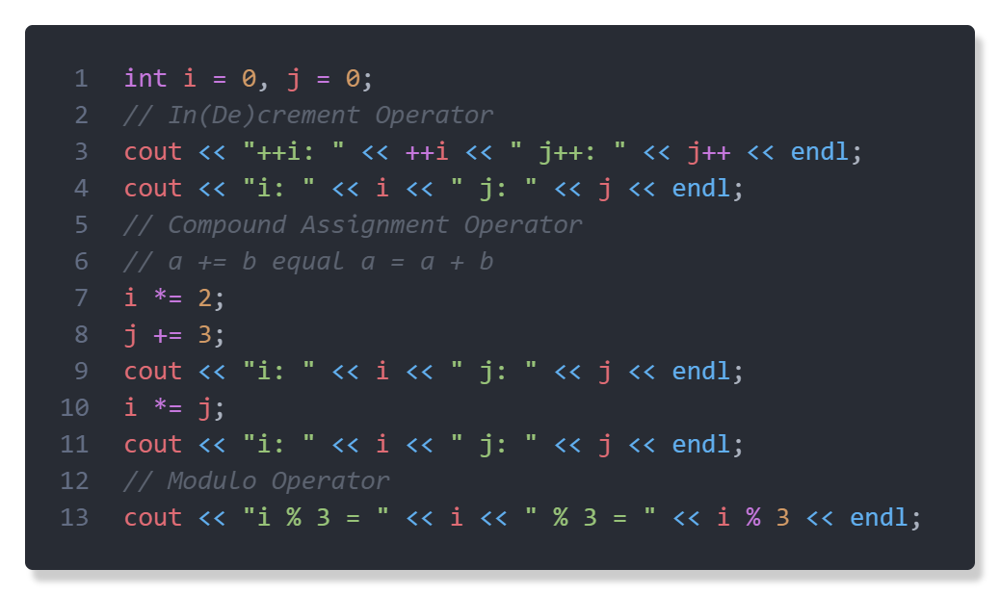 1 int i = 0, j = 0;
2 // In(De)crement Operator
3 cout << "++i: " << ++i << " j++: " << j++ << endl;
4 cout << "i: " << i << " j: " << j << endl;
5 // Compound Assignment Operator
6 // a += b equal a = a + b
7 i *= 2;
8 j += 3;
9 cout << "i: " << i << " j: " << j << endl;
10 i *= j;
11 cout << "i: " << i << " j: " << j << endl;
12 // Modulo Operator
13 cout << "i % 3 = " << i << " % 3 = " << i % 3 << endl;